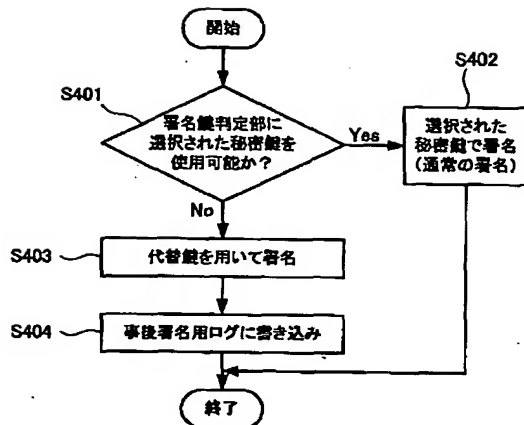 開始
S401
署名鍵判定部に
選択された秘密鍵を
使用可能か?
Yes
S402
選択された
秘密鍵で署名
(通常の署名)
No
S403
代替鍵を用いて署名
S404
事後署名用ログに書き込み
終了